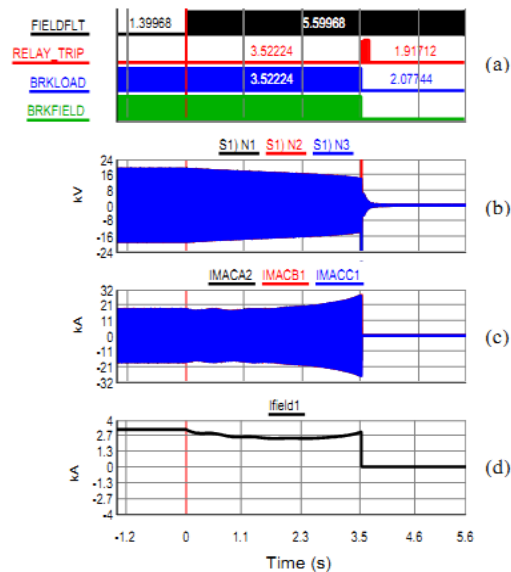 FIELDFLT 1.39968 5.59968
RELAY_TRIP 3.52224 1.91712
(a)
BRKLOAD 3.52224 2.07744
BRKFIELD
S1) N1 S1) N2 S1) N3
24
16
8
0
-8
-16
-24
kV
(b)
IMACA2 IMACB1 IMACC1
32
21
11
0
-11
-21
-32
kA
(c)
Ifield1
4
2.7
1.3
0
-1.3
-2.7
-4
kA
(d)
-1.2 0 1.1 2.3 3.5 4.5 5.6
Time (s)